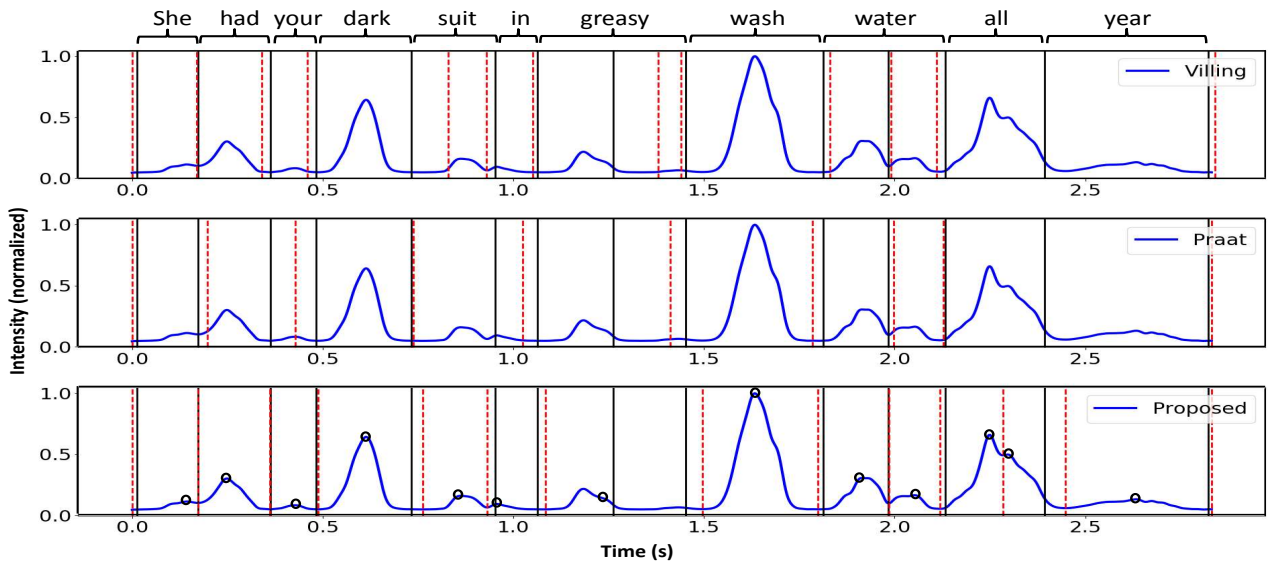 She had your dark suit in greasy wash water all year
1.0
0.5
0.0
Villing
0.0 0.5 1.0 1.5 2.0 2.5
Intensity (normalized)
1.0
0.5
0.0
Praat
0.0 0.5 1.0 1.5 2.0 2.5
1.0
0.5
0.0
Proposed
0.0 0.5 1.0 1.5 2.0 2.5
Time (s)